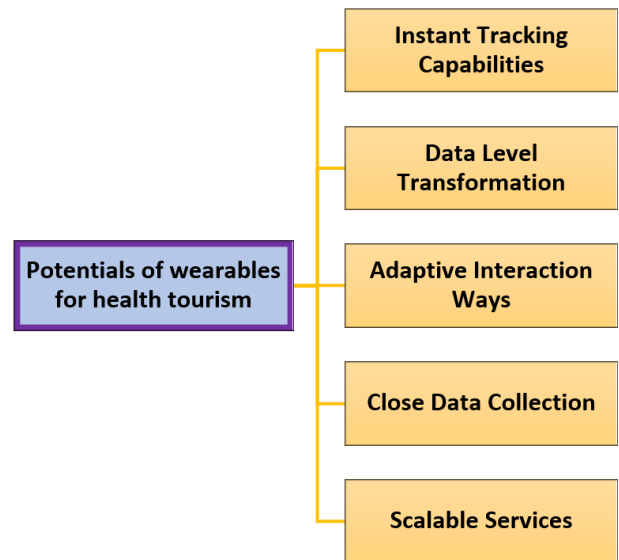 Instant Tracking
Capabilities
Data Level
Transformation
Potentials of wearables
for health tourism
Adaptive Interaction
Ways
Close Data Collection
Scalable Services